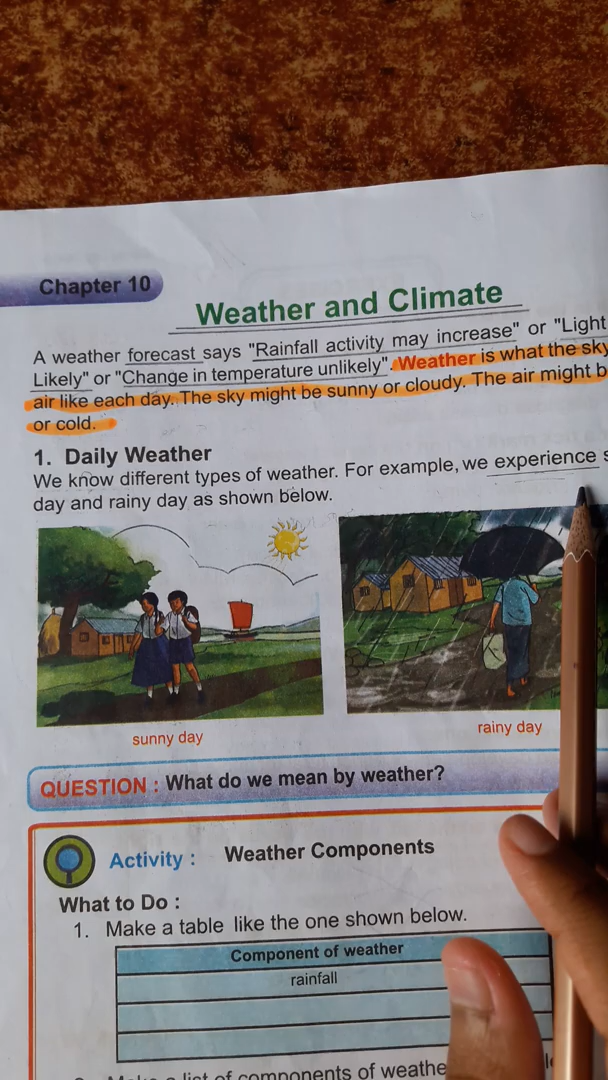 Chapter 10
Weather and Climate
A weather forecast says "Rainfall activity may increase" or "Light
Likely" or "Change in temperature unlikely". Weather is what the sky
air like each day. The sky might be sunny or cloudy. The air might b
or cold.
1. Daily Weather
We know different types of weather. For example, we experience s
day and rainy day as shown below.
sunny day
rainy day
QUESTION : What do we mean by weather?
Activity : Weather Components
What to Do :
1. Make a table like the one shown below.
Component of weather
rainfall
list of components of weathe